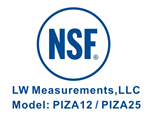 NSF®
LW Measurements,LLC
Model: PIZA12 / PIZA25